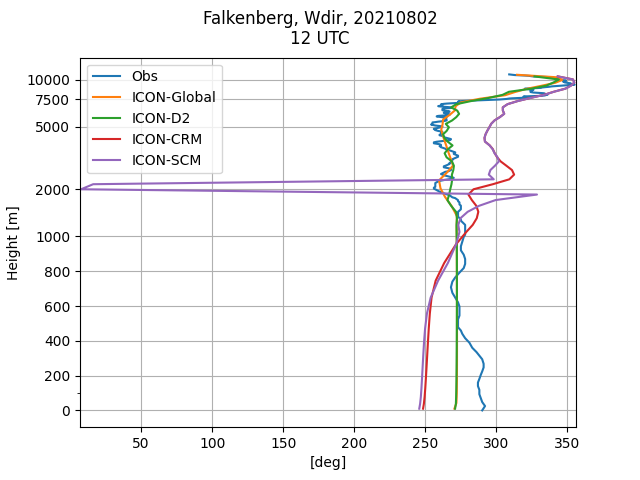 Falkenberg, Wdir, 20210802
12 UTC
Obs
ICON-Global
ICON-D2
ICON-CRM
ICON-SCM
10000
7500
5000
2000
1000
800
600
400
200
0
Height [m]
50 100 150 200 250 300 350
[deg]